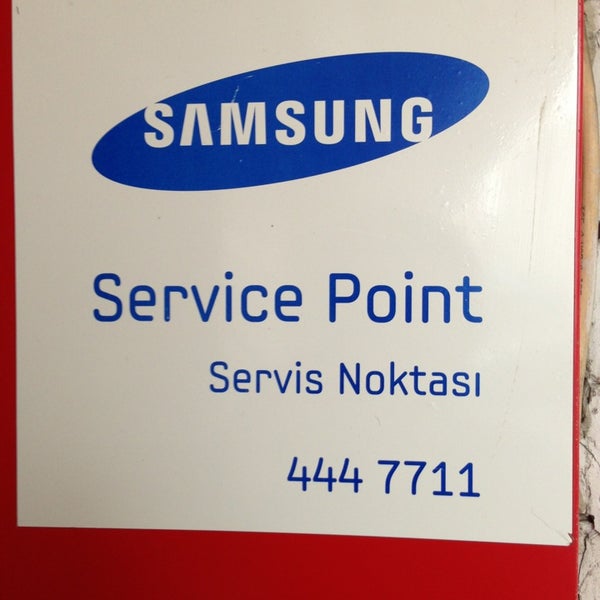 SAMSUNG
Service Point
Servis Noktası
444 7711